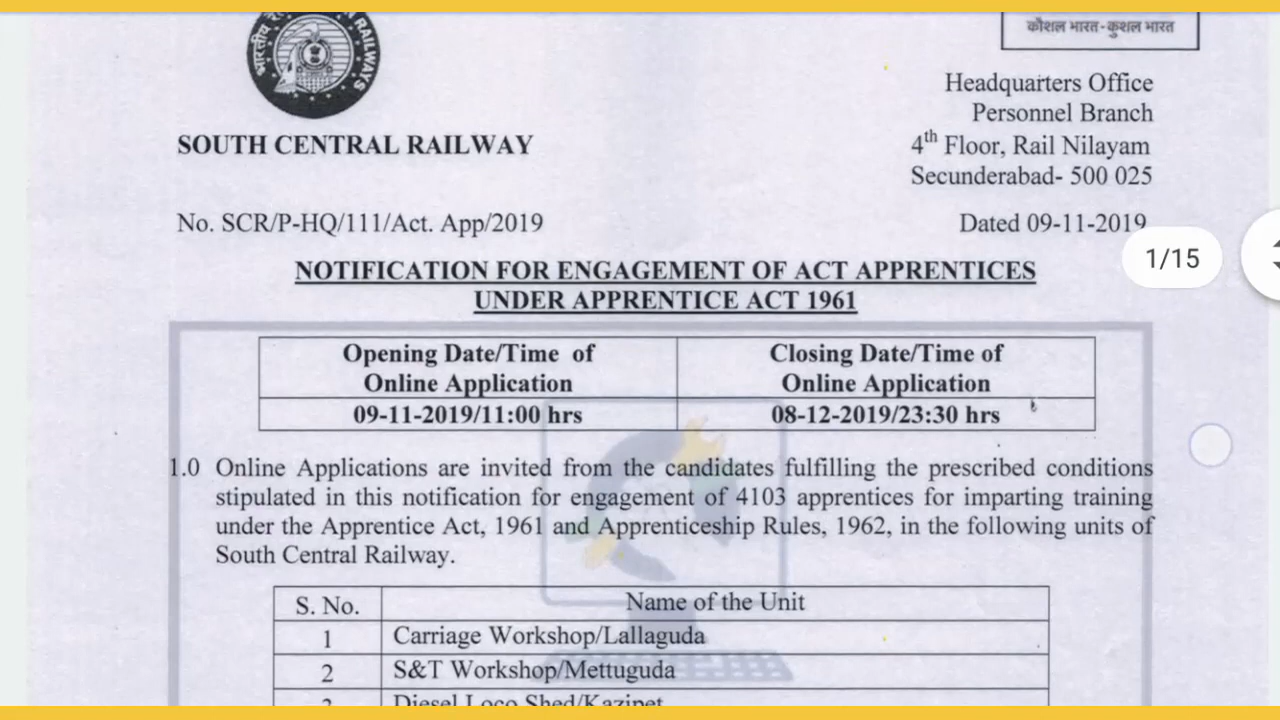 RAILWAYS
कौशल भारत-कुशल भारत
Headquarters Office
Personnel Branch
4th Floor, Rail Nilayam
Secunderabad- 500 025
SOUTH CENTRAL RAILWAY
No. SCR/P-HQ/111/Act. App/2019
Dated 09-11-2019
1/15
NOTIFICATION FOR ENGAGEMENT OF ACT APPRENTICES
UNDER APPRENTICE ACT 1961
Opening Date/Time of
Online Application
Closing Date/Time of
Online Application
09-11-2019/11:00 hrs
08-12-2019/23:30 hrs
1.0 Online Applications are invited from the candidates fulfilling the prescribed conditions
stipulated in this notification for engagement of 4103 apprentices for imparting training
under the Apprentice Act, 1961 and Apprenticeship Rules, 1962, in the following units of
South Central Railway.
S. No. Name of the Unit
1 Carriage Workshop/Lallaguda
2 S&T Workshop/Mettuguda
3 Diesel Loco Shed/Kazipet